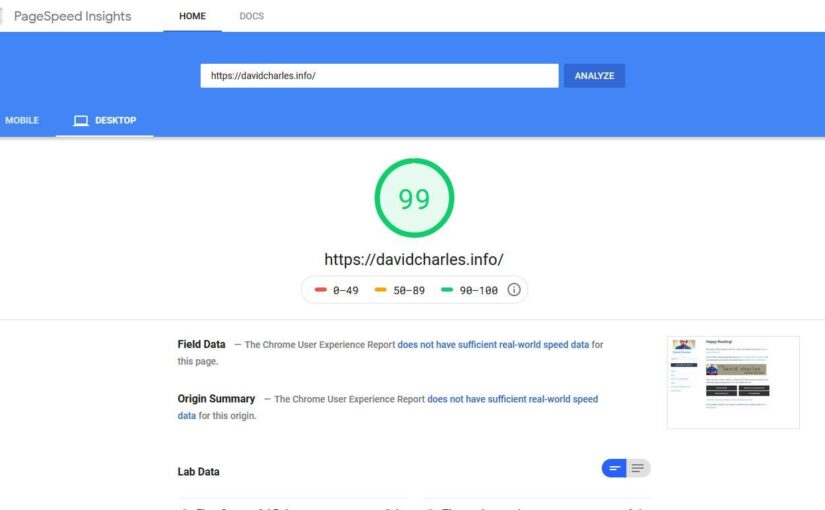 PageSpeed Insights HOME DOCS
https://davidcharles.info/ ANALYZE
MOBILE DESKTOP
99
https://davidcharles.info/
0–49 50–89 90–100
Field Data — The Chrome User Experience Report does not have sufficient real-world speed data for
this page.
Happy Reading!
David charles
Origin Summary — The Chrome User Experience Report does not have sufficient real-world speed
data for this origin.
Lab Data